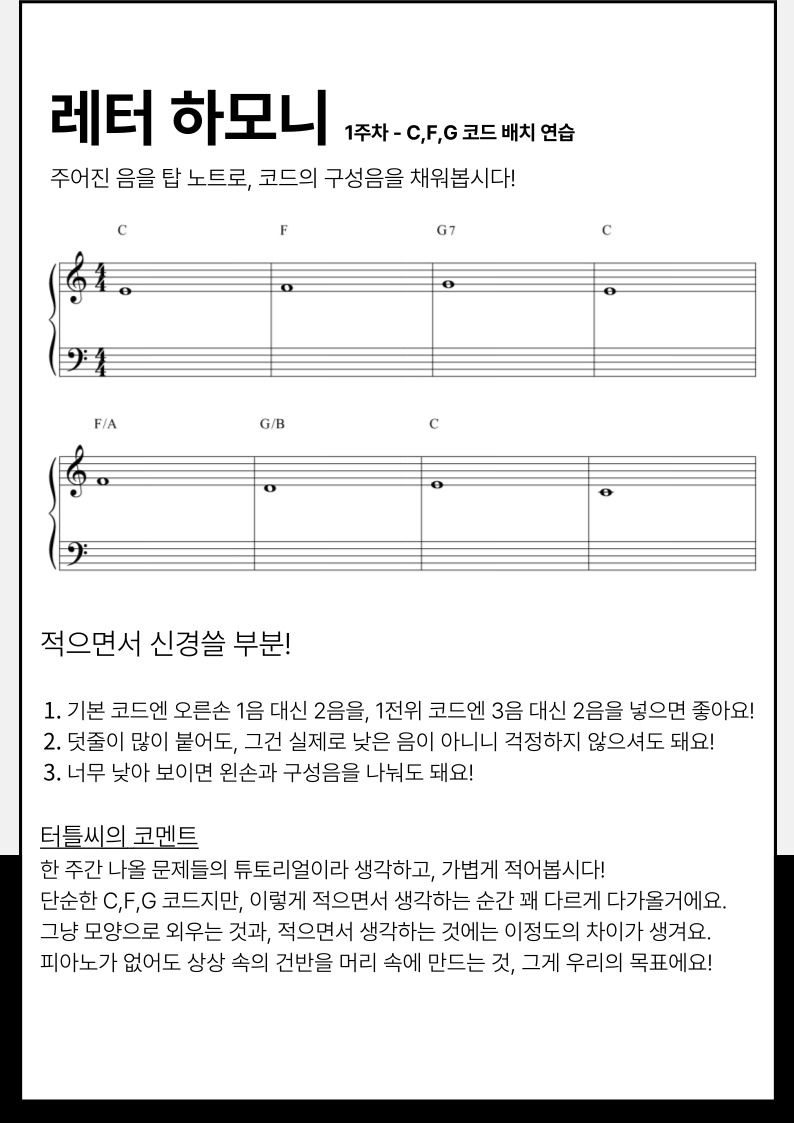 레터 하모니 1주차 - C,F,G 코드 배치 연습
주어진 음을 탑 노트로, 코드의 구성음을 채워봅시다!
C F G7 C
4 4
4 4
F/A G/B C
적으면서 신경쓸 부분!
1. 기본 코드엔 오른손 1음 대신 2음을, 1전위 코드엔 3음 대신 2음을 넣으면 좋아요!
2. 덧줄이 많이 붙어도, 그건 실제로 낮은 음이 아니니 걱정하지 않으셔도 돼요!
3. 너무 낮아 보이면 왼손과 구성음을 나눠도 돼요!
터틀씨의 코멘트
한 주간 나올 문제들의 튜토리얼이라 생각하고, 가볍게 적어봅시다!
단순한 C,F,G 코드지만, 이렇게 적으면서 생각하는 순간 꽤 다르게 다가올거에요.
그냥 모양으로 외우는 것과, 적으면서 생각하는 것에는 이정도의 차이가 생겨요.
피아노가 없어도 상상 속의 건반을 머리 속에 만드는 것, 그게 우리의 목표에요!